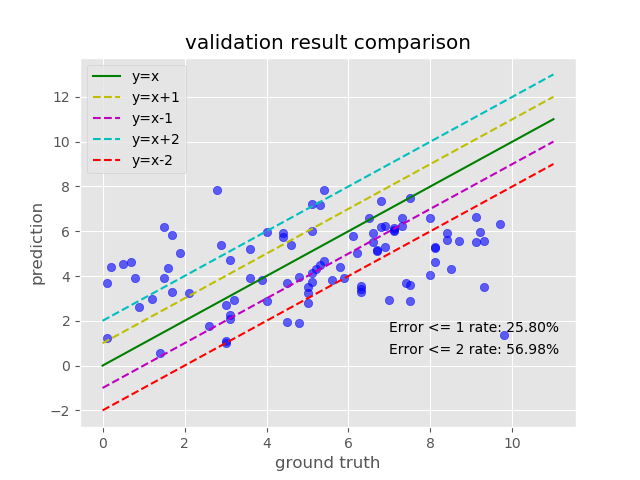 validation result comparison
y=x
y=x+1
y=x-1
y=x+2
y=x-2
12
10
8
6
4
2
0
−2
prediction
Error <= 1 rate: 25.80%
Error <= 2 rate: 56.98%
0 2 4 6 8 10
ground truth